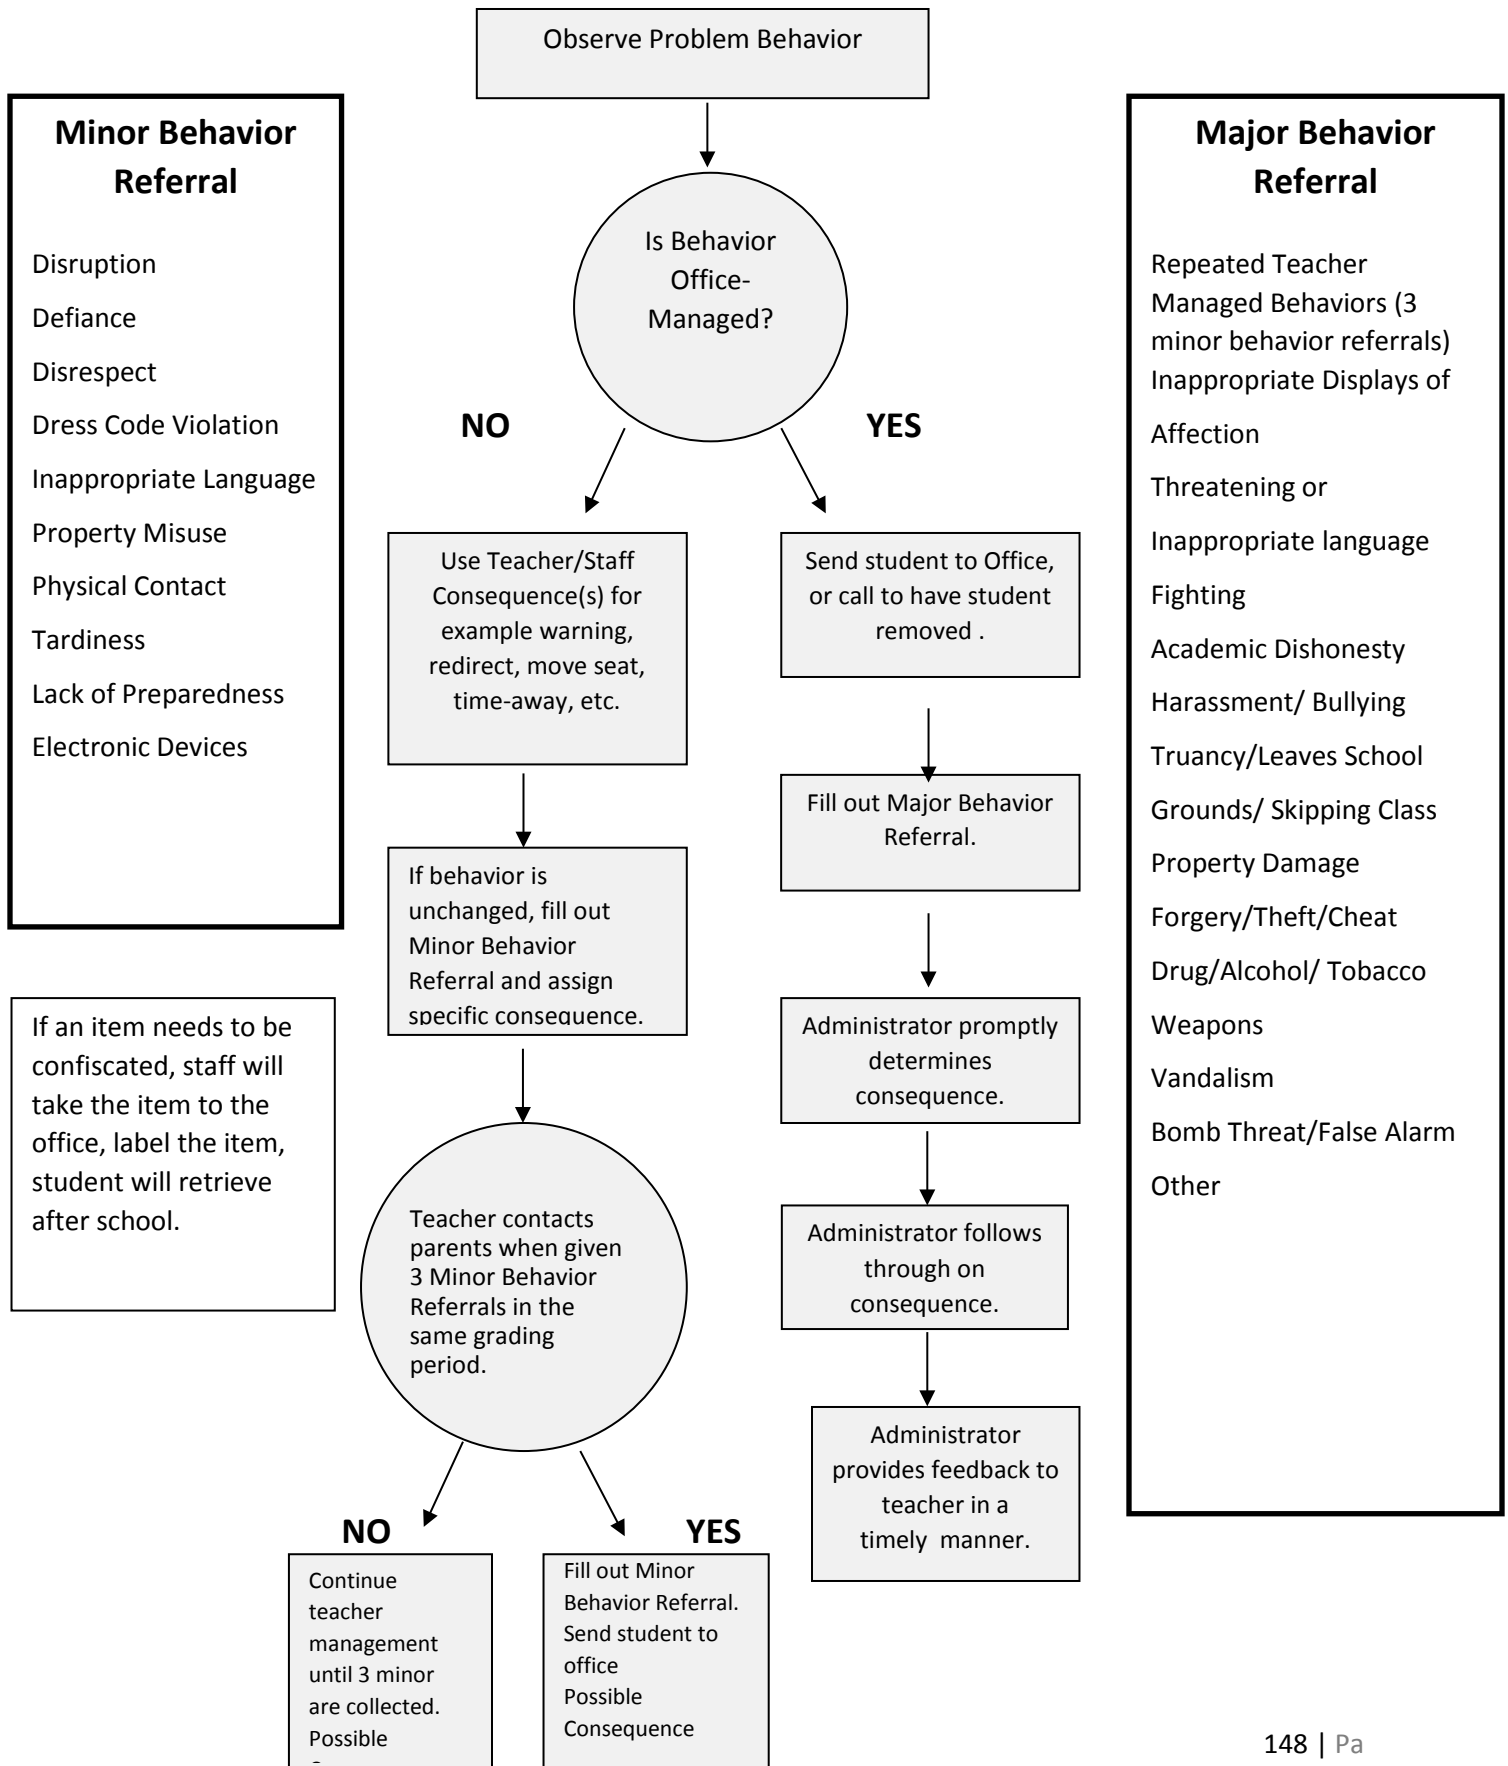 Observe Problem Behavior
Minor Behavior
Referral
Disruption
Defiance
Disrespect
Dress Code Violation
Inappropriate Language
Property Misuse
Physical Contact
Tardiness
Lack of Preparedness
Electronic Devices
Is Behavior
Office-
Managed?
NO
YES
Use Teacher/Staff
Consequence(s) for
example warning,
redirect, move seat,
time-away, etc.
Send student to Office,
or call to have student
removed .
If behavior is
unchanged, fill out
Minor Behavior
Referral and assign
specific consequence.
Fill out Major Behavior
Referral.
Administrator promptly
determines
consequence.
Administrator follows
through on
consequence.
Administrator
provides feedback to
teacher in a
timely manner.
Teacher contacts
parents when given
3 Minor Behavior
Referrals in the
same grading
period.
NO
YES
Continue
teacher
management
until 3 minor
are collected.
Possible
Fill out Minor
Behavior Referral.
Send student to
office
Possible
Consequence
If an item needs to be
confiscated, staff will
take the item to the
office, label the item,
student will retrieve
after school.
Major Behavior
Referral
Repeated Teacher
Managed Behaviors (3
minor behavior referrals)
Inappropriate Displays of
Affection
Threatening or
Inappropriate language
Fighting
Academic Dishonesty
Harassment/ Bullying
Truancy/Leaves School
Grounds/ Skipping Class
Property Damage
Forgery/Theft/Cheat
Drug/Alcohol/ Tobacco
Weapons
Vandalism
Bomb Threat/False Alarm
Other
148 | Pa